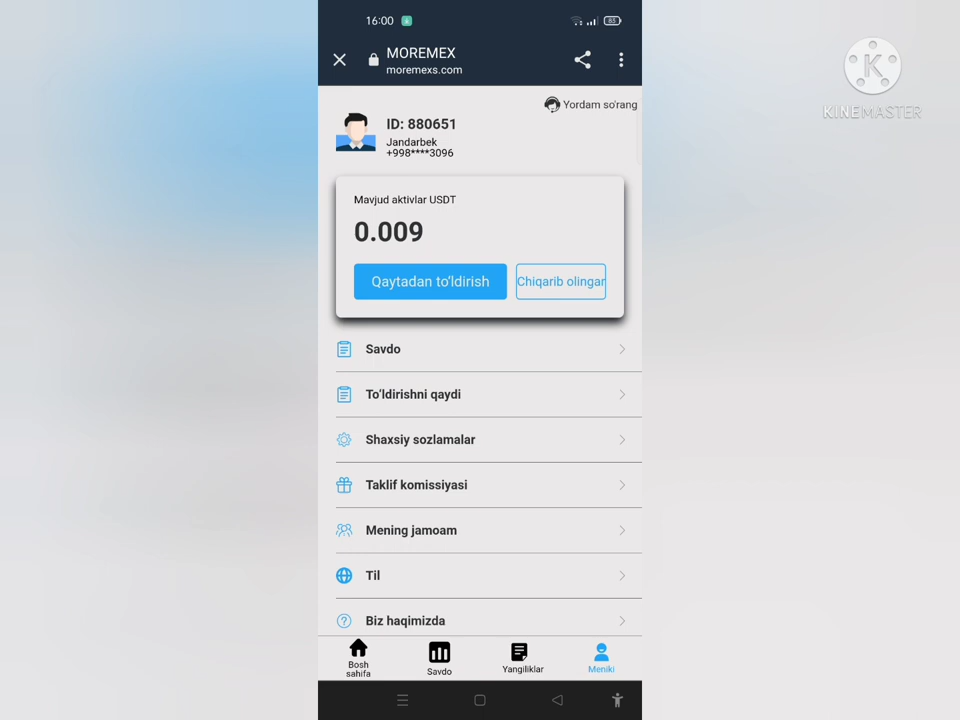 16:00
83
MOREMEX
moremexs.com
Yordam so'rang
ID: 880651
Jandarbek
+998****3096
Mavjud aktivlar USDT
0.009
Qaytadan to'ldirish
Chiqarib olingan
Savdo
To'ldirishni qaydi
Shaxsiy sozlamalar
Taklif komissiyasi
Mening jamoam
Til
Biz haqimizda
Bosh
sahifa
Savdo
Yangiliklar
Meniki
K
KINEMASTER